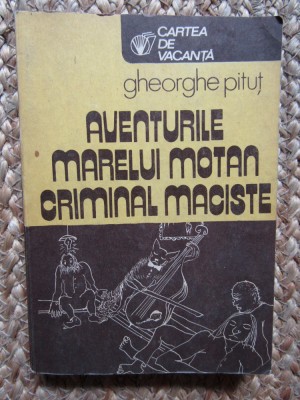 CARTEA
DE
VACANȚĂ
gheorghe pituț
AVENTURILE
MARELUI MOTAN
CRIMINAL MACISTE